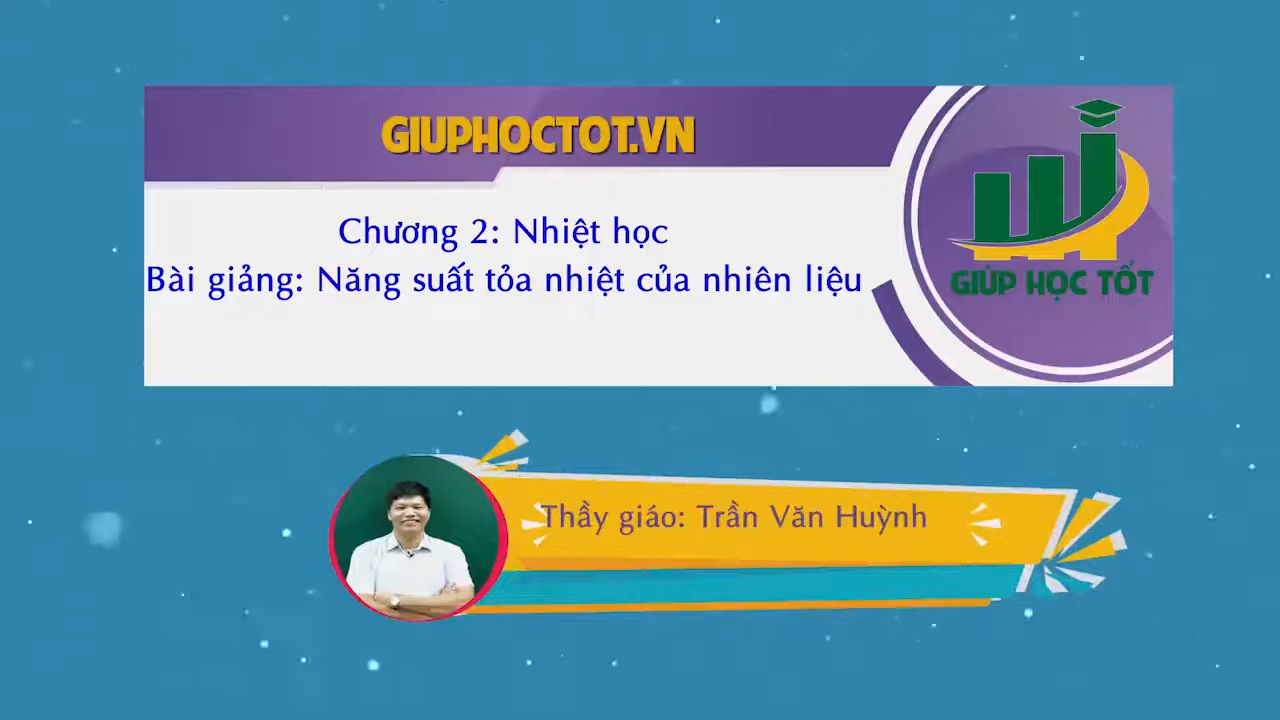 GIUPHOCTOT.VN
Chương 2: Nhiệt học
Bài giảng: Năng suất tỏa nhiệt của nhiên liệu
GIÚP HỌC TỐT
Thầy giáo: Trần Văn Huỳnh